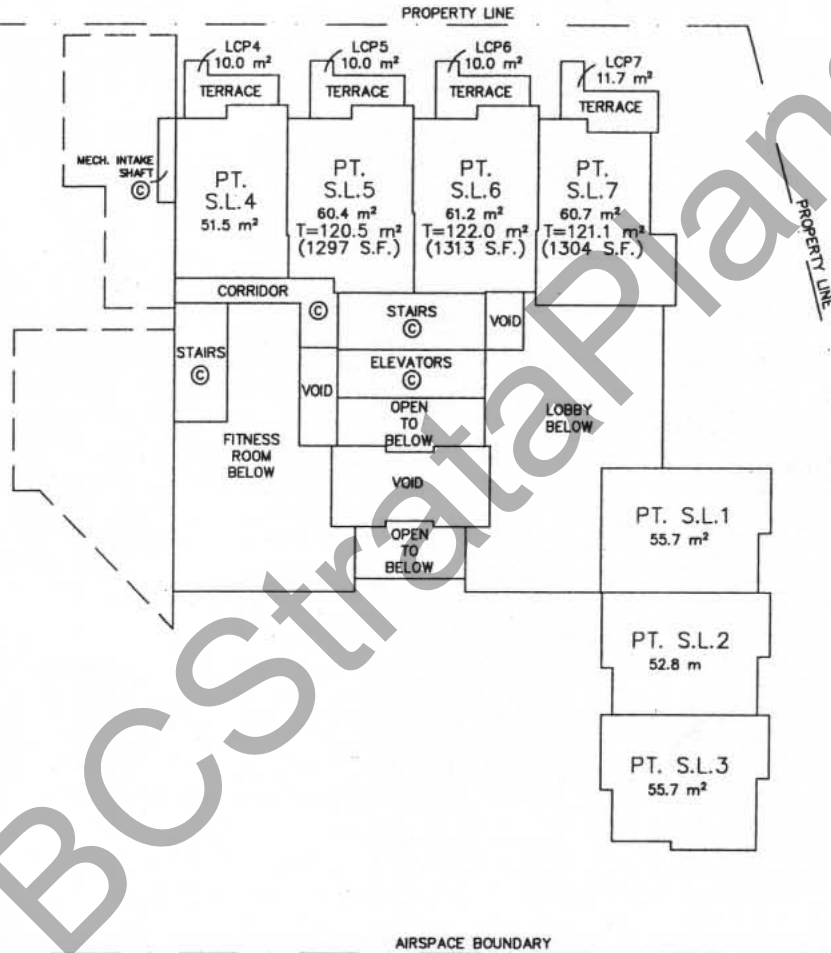 PROPERTY LINE
LCP4
10.0 m²
TERRACE
LCP5
10.0 m²
TERRACE
LCP6
10.0 m²
TERRACE
LCP7
11.7 m²
TERRACE
PROPERTY LINE
MECH. INTAKE
SHAFT
©
PT.
S.L.4
51.5 m²
PT.
S.L.5
60.4 m²
T=120.5 m²
(1297 S.F.)
PT.
S.L.6
61.2 m²
T=122.0 m²
(1313 S.F.)
PT.
S.L.7
60.7 m²
T=121.1 m²
(1304 S.F.)
CORRIDOR
©
STAIRS
©
VOID
STAIRS
©
VOID
ELEVATORS
©
OPEN
TO
BELOW
LOBBY
BELOW
FITNESS
ROOM
BELOW
VOID
OPEN
TO
BELOW
PT. S.L.1
55.7 m²
PT. S.L.2
52.8 m
PT. S.L.3
55.7 m²
AIRSPACE BOUNDARY
BCStrataPlans